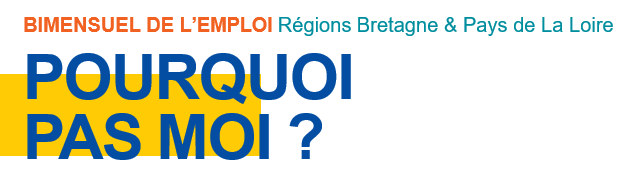 BIMENSUEL DE L’EMPLOI Régions Bretagne & Pays de La Loire
POURQUOI
PAS MOI ?